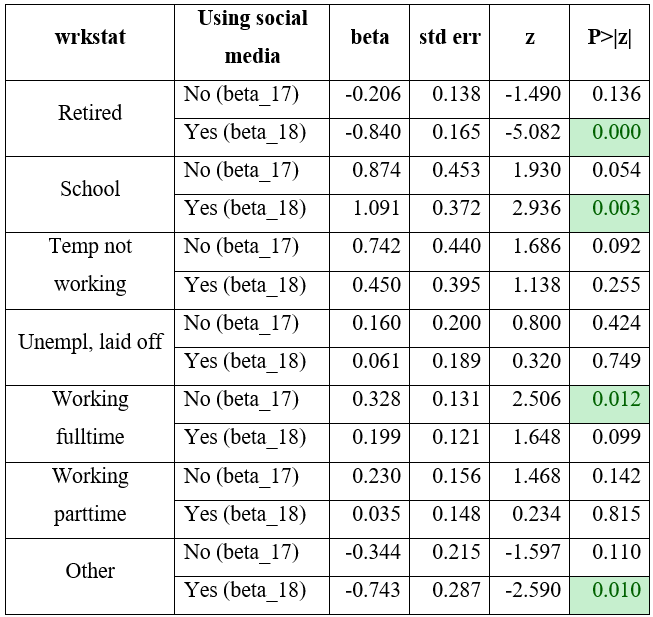 wrkstat Using social media beta std err z P>|z|
Retired No (beta_17) -0.206 0.138 -1.490 0.136
Yes (beta_18) -0.840 0.165 -5.082 0.000
School No (beta_17) 0.874 0.453 1.930 0.054
Yes (beta_18) 1.091 0.372 2.936 0.003
Temp not working No (beta_17) 0.742 0.440 1.686 0.092
Yes (beta_18) 0.450 0.395 1.138 0.255
Unempl, laid off No (beta_17) 0.160 0.200 0.800 0.424
Yes (beta_18) 0.061 0.189 0.320 0.749
Working fulltime No (beta_17) 0.328 0.131 2.506 0.012
Yes (beta_18) 0.199 0.121 1.648 0.099
Working parttime No (beta_17) 0.230 0.156 1.468 0.142
Yes (beta_18) 0.035 0.148 0.234 0.815
Other No (beta_17) -0.344 0.215 -1.597 0.110
Yes (beta_18) -0.743 0.287 -2.590 0.010